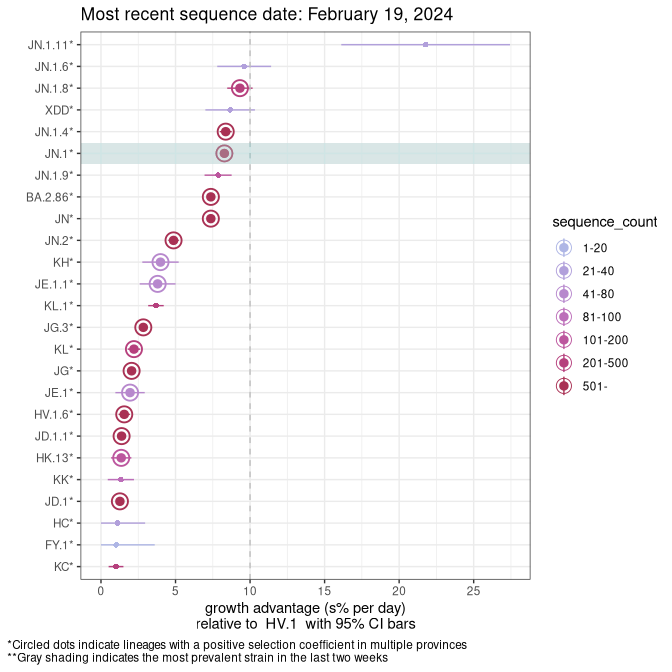 Most recent sequence date: February 19, 2024
JN.1.11*
JN.1.6*
JN.1.8*
XDD*
JN.1.4*
JN.1*
JN.1.9*
BA.2.86*
JN*
JN.2*
KH*
JE.1.1*
KL.1*
JG.3*
KL*
JG*
JE.1*
HV.1.6*
JD.1.1*
HK.13*
KK*
JD.1*
HC*
FY.1*
KC*
0 5 10 15 20 25
growth advantage (s% per day)
relative to HV.1 with 95% CI bars
sequence_count
1-20
21-40
41-80
81-100
101-200
201-500
501-
*Circled dots indicate lineages with a positive selection coefficient in multiple provinces
**Gray shading indicates the most prevalent strain in the last two weeks